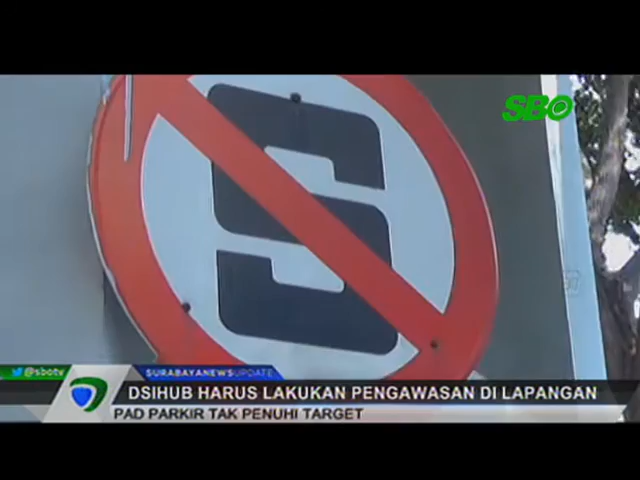 SBO
S
@sbotv
SURABAYANEWSUPDATE
DSIHUB HARUS LAKUKAN PENGAWASAN DI LAPANGAN
PAD PARKIR TAK PENUHI TARGET